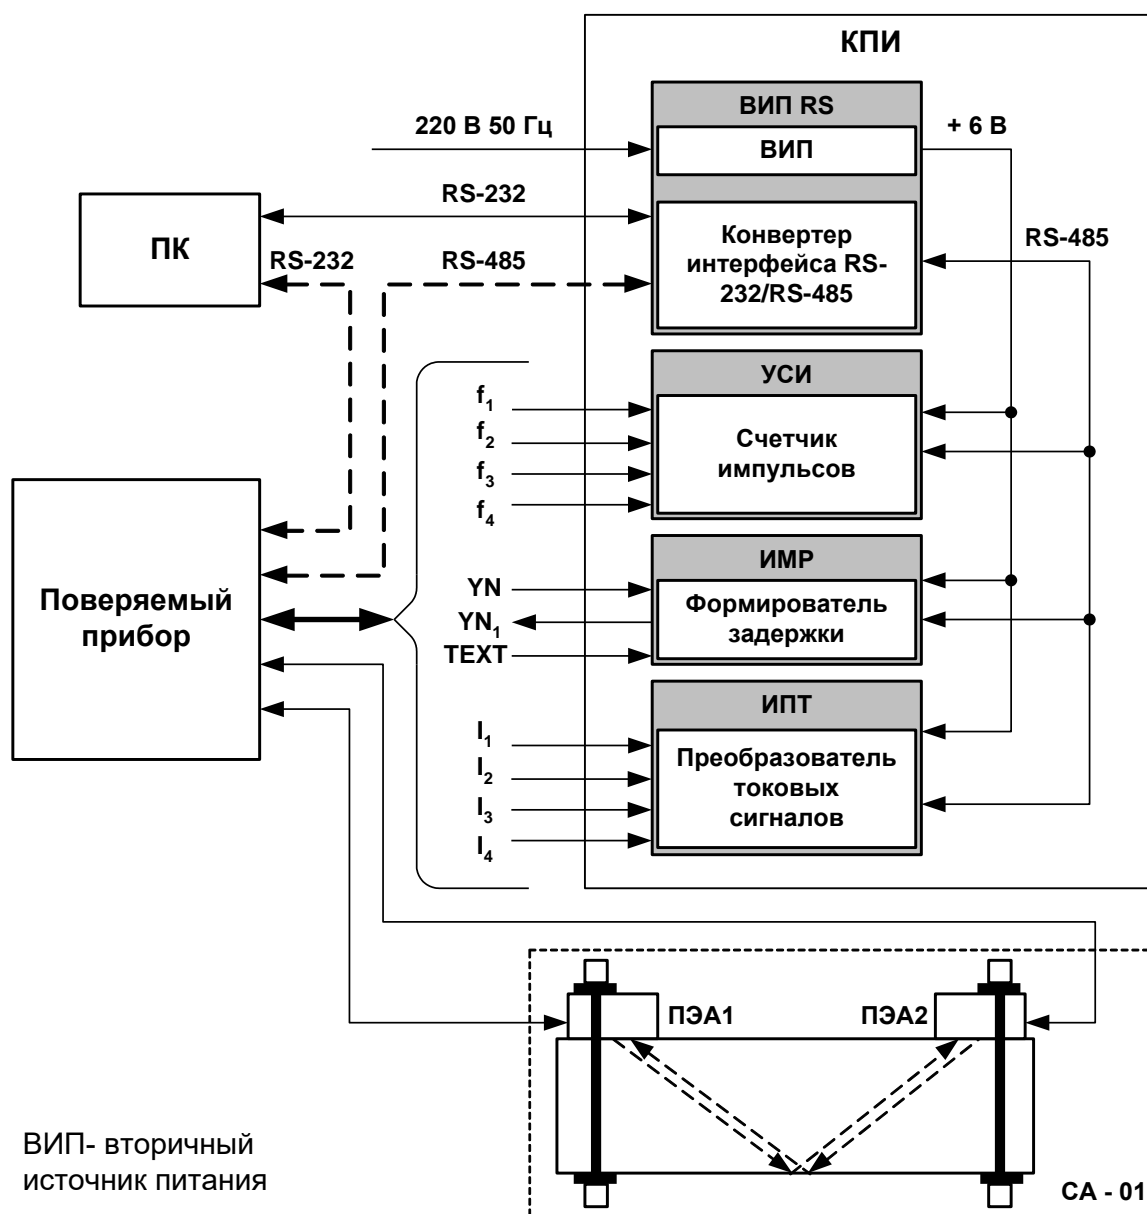 КПИ
ВИП RS
220 В 50 Гц
+ 6 В
ВИП
RS-232
ПК
Конвертер
интерфейса RS-
232/RS-485
RS-485
RS-232
RS-485
УСИ
f1
f2
f3
f4
Счетчик
импульсов
Поверяемый
прибор
ИМР
YN
YN1
TEXT
Формирователь
задержки
ИПТ
I1
I2
I3
I4
Преобразователь
токовых
сигналов
ПЭА1
ПЭА2
ВИП- вторичный
источник питания
СА - 01